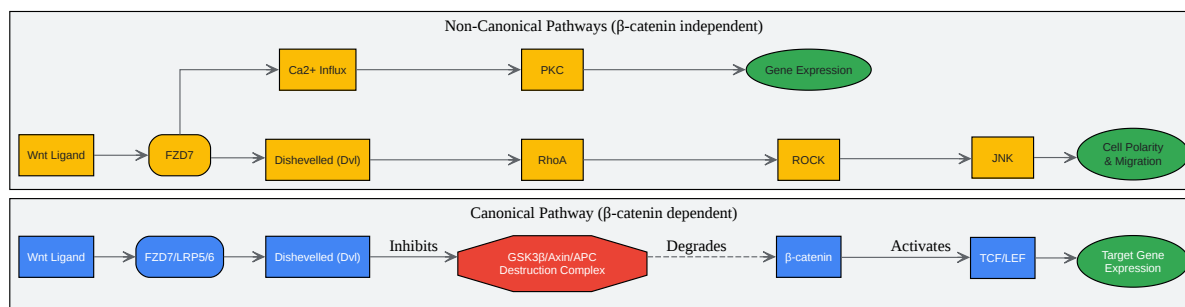 Non-Canonical Pathways (β-catenin independent)
Ca2+ Influx
PKC
Gene Expression
Wnt Ligand
FZD7
Dishevelled (Dvl)
RhoA
ROCK
JNK
Cell Polarity
& Migration
Canonical Pathway (β-catenin dependent)
Wnt Ligand
FZD7/LRP5/6
Dishevelled (Dvl)
Inhibits
GSK3β/Axin/APC
Destruction Complex
Degrades
β-catenin
Activates
TCF/LEF
Target Gene
Expression